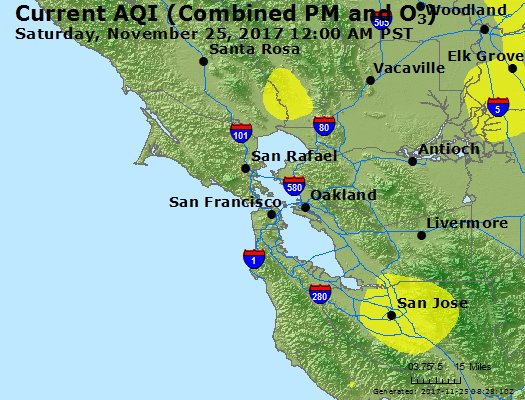 Current AQI (Combined PM and O3)
Saturday, November 25, 2017 12:00 AM PST
Woodland
505
Santa Rosa
Elk Grove
Vacaville
5
80
101
Antioch
San Rafael
580
Oakland
San Francisco
Livermore
1
280
San Jose
15 Miles